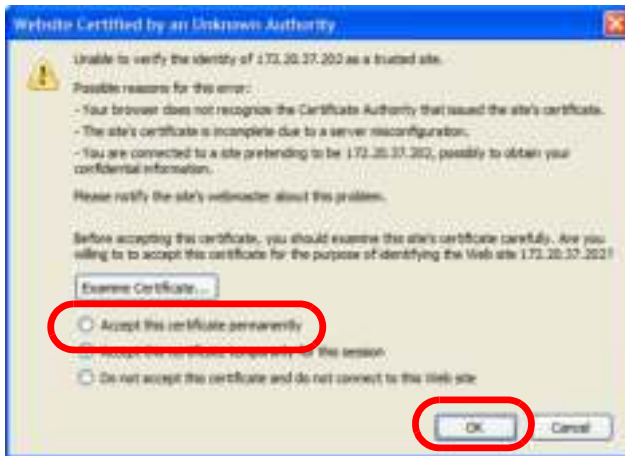 Website Certified by an Unknown Authority
Unable to verify the identity of 172.20.37.202 as a trusted site.
Possible reasons for this error:
- Your browser does not recognize the Certificate Authority that issued the site's certificate.
- The site's certificate is incomplete due to a server misconfiguration.
- You are connected to a site pretending to be 172.20.37.202, possibly to obtain your
confidential information.
Please notify the site's webmaster about this problem.
Before accepting this certificate, you should examine this site's certificate carefully. Are you
willing to to accept this certificate for the purpose of identifying the Web site 172.20.37.202?
Examine Certificate...
Accept this certificate permanently
Accept this certificate temporarily for this session
Do not accept this certificate and do not connect to this Web site
OK
Cancel